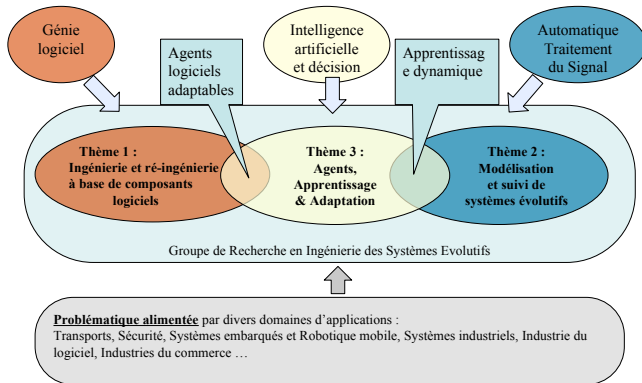 Génie
logiciel
Agents
logiciels
adaptables
Intelligence
artificielle
et décision
Apprentissag
e dynamique
Automatique
Traitement
du Signal
Thème 1 :
Ingénierie et ré-ingénierie
à base de composants
logiciels
Thème 3 :
Agents,
Apprentissage
& Adaptation
Thème 2 :
Modélisation
et suivi de
systèmes évolutifs
Groupe de Recherche en Ingénierie des Systèmes Evolutifs
Problématique alimentée par divers domaines d’applications :
Transports, Sécurité, Systèmes embarqués et Robotique mobile, Systèmes industriels, Industrie du
logiciel, Industries du commerce …